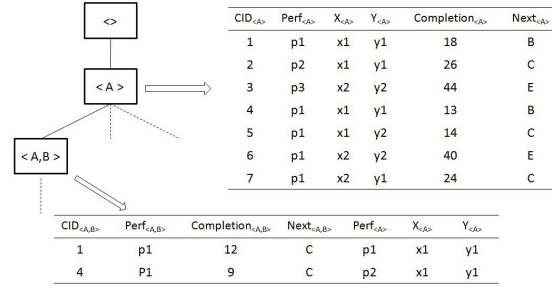 <>
CID<A> Perf<A> X<A> Y<A> Completion<A> Next<A>
1 p1 x1 y1 18 B
2 p2 x1 y1 26 C
< A >
3 p3 x2 y2 44 E
4 p1 x1 y1 13 B
5 p1 x1 y2 14 C
6 p1 x2 y2 40 E
7 p1 x2 y1 24 C
< A,B >
CID<A,B> Perf<A,B> Completion<A,B> Next<A,B> Perf<A> X<A> Y<A>
1 p1 12 C p1 x1 y1
4 P1 9 C p2 x1 y1